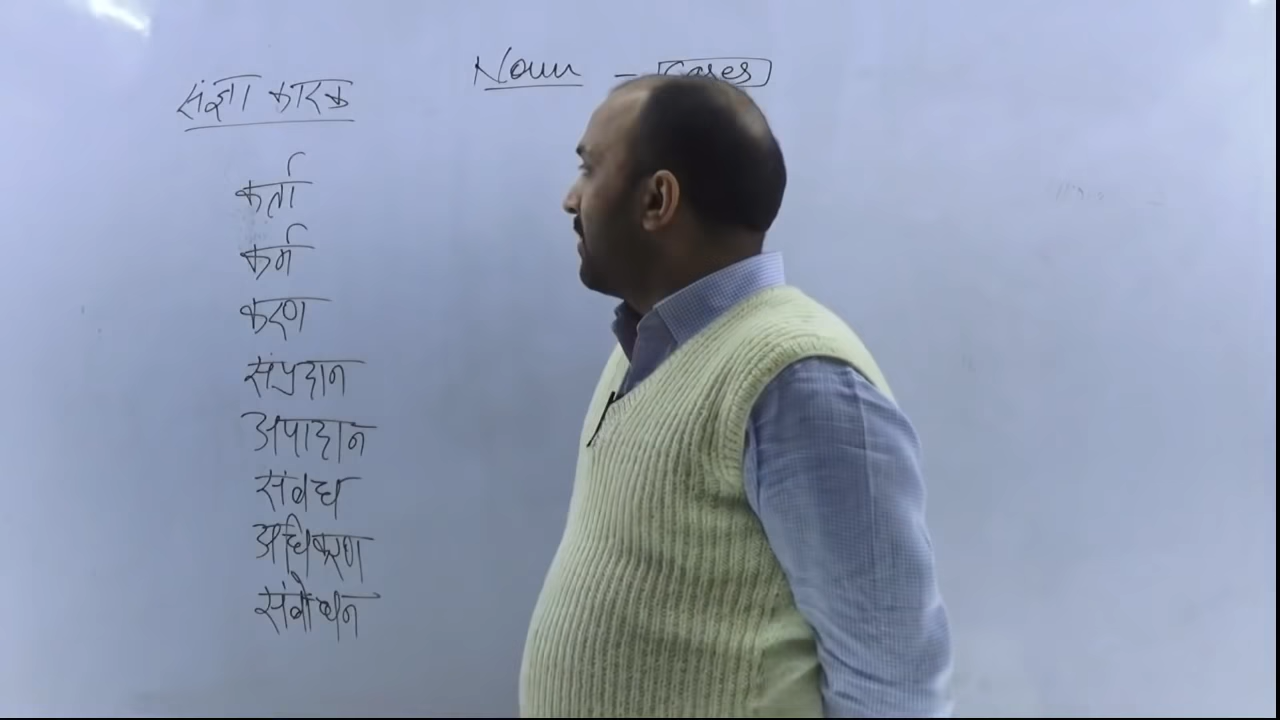 Noun - Cases
संज्ञा कारक
कर्ता
कर्म
करण
संप्रदान
अपादान
संबंध
अधिकरण
संबोधन